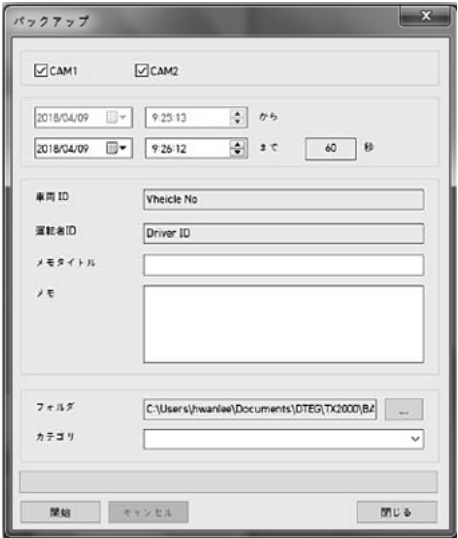 バックアップ
CAM1 CAM2
2018/04/09 9:25:13 から
2018/04/09 9:26:12 まで 60 秒
車両 ID Vheicle No
運転者ID Driver ID
メモタイトル
メモ
フォルダ C:\Users\hwanlee\Documents\DTEG\TX2000\BA ...
カテゴリ
開始 キャンセル 閉じる